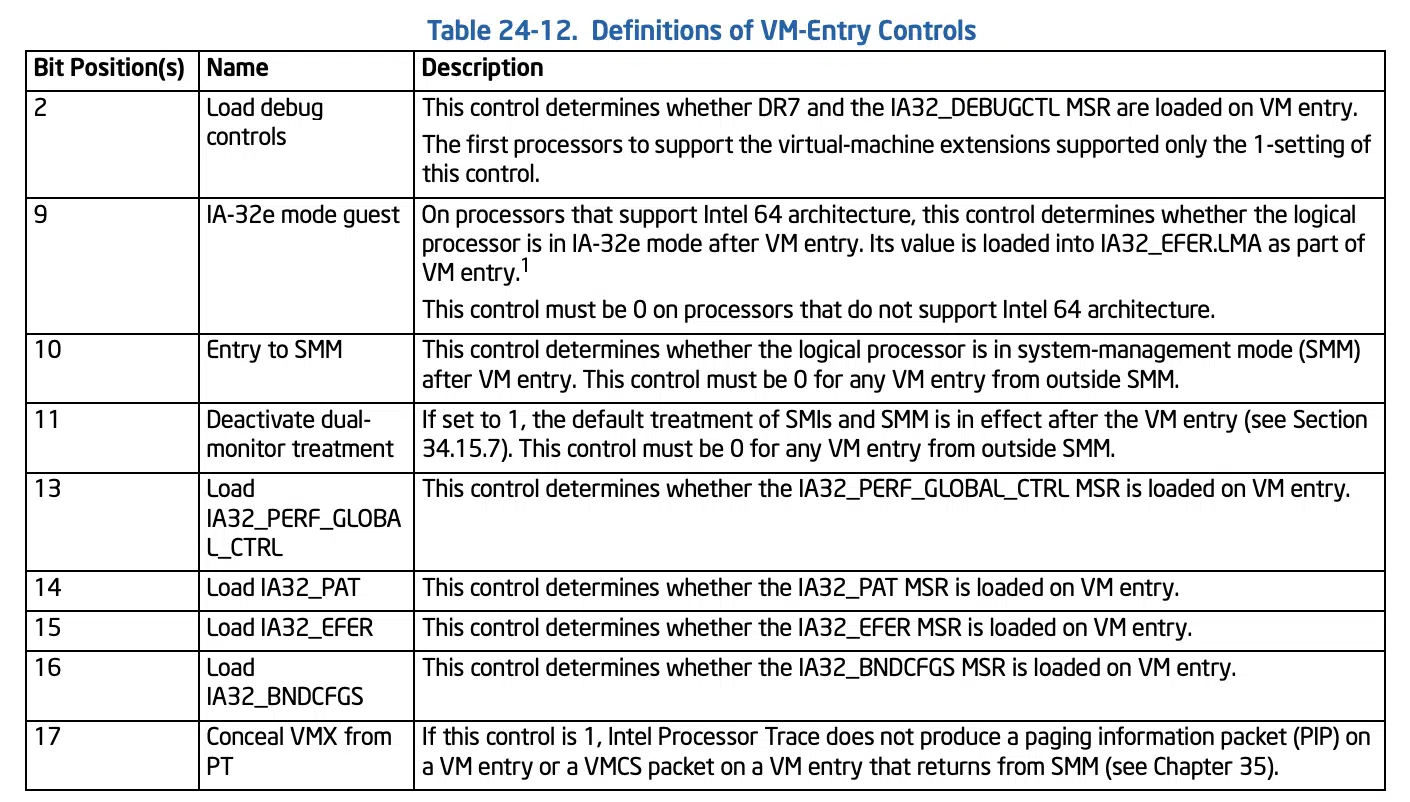 Table 24-12. Definitions of VM-Entry Controls
Bit Position(s) Name Description
2 Load debug This control determines whether DR7 and the IA32_DEBUGCTL MSR are loaded on VM entry.
controls
The first processors to support the virtual-machine extensions supported only the 1-setting of
this control.
9 IA-32e mode guest On processors that support Intel 64 architecture, this control determines whether the logical
processor is in IA-32e mode after VM entry. Its value is loaded into IA32_EFER.LMA as part of
VM entry.1
This control must be 0 on processors that do not support Intel 64 architecture.
10 Entry to SMM This control determines whether the logical processor is in system-management mode (SMM)
after VM entry. This control must be 0 for any VM entry from outside SMM.
11 Deactivate dual- If set to 1, the default treatment of SMIs and SMM is in effect after the VM entry (see Section
monitor treatment 34.15.7). This control must be 0 for any VM entry from outside SMM.
13 Load This control determines whether the IA32_PERF_GLOBAL_CTRL MSR is loaded on VM entry.
IA32_PERF_GLOBA
L_CTRL
14 Load IA32_PAT This control determines whether the IA32_PAT MSR is loaded on VM entry.
15 Load IA32_EFER This control determines whether the IA32_EFER MSR is loaded on VM entry.
16 Load This control determines whether the IA32_BNDCFGS MSR is loaded on VM entry.
IA32_BNDCFGS
17 Conceal VMX from If this control is 1, Intel Processor Trace does not produce a paging information packet (PIP) on
PT a VM entry or a VMCS packet on a VM entry that returns from SMM (see Chapter 35).